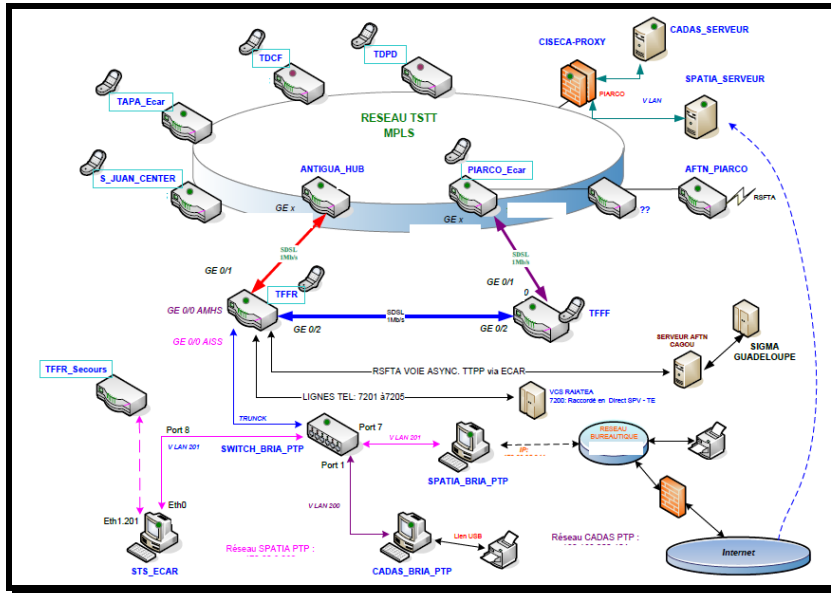 TDCF
TDPD
CISECA-PROXY
CADAS_SERVEUR
SPATIA_SERVEUR
PIARCO
V LAN
TAPA_Ecar
RESEAU TSTT
MPLS
S_JUAN_CENTER
ANTIGUA_HUB
PIARCO_Ecar
AFTN_PIARCO
GE x
GE x
??
RSFTA
SDSL
1Mb/s
SDSL
1Mb/s
GE 0/1
GE 0/1
0
TFFR
TFFF
GE 0/0 AMHS
SDSL
1Mb/s
GE 0/2
GE 0/2
GE 0/0 AISS
SERVEUR AFTN
CAGOU
SIGMA
GUADELOUPE
RSFTA VOIE ASYNC. TTPP via ECAR
TFFR_Secours
LIGNES TEL: 7201 à7205
VCS RAIATEA
7200: Raccordé en Direct SPV - TE
TRUNCK
Port 8
Port 7
V LAN 201
V LAN 201
SWITCH_BRIA_PTP
RESEAU
BUREAUTIQUE
IP:
Port 1
SPATIA_BRIA_PTP
V LAN 200
Eth0
Eth1.201
Réseau SPATIA PTP :
Lien USB
Réseau CADAS PTP :
Internet
STS_ECAR
CADAS_BRIA_PTP